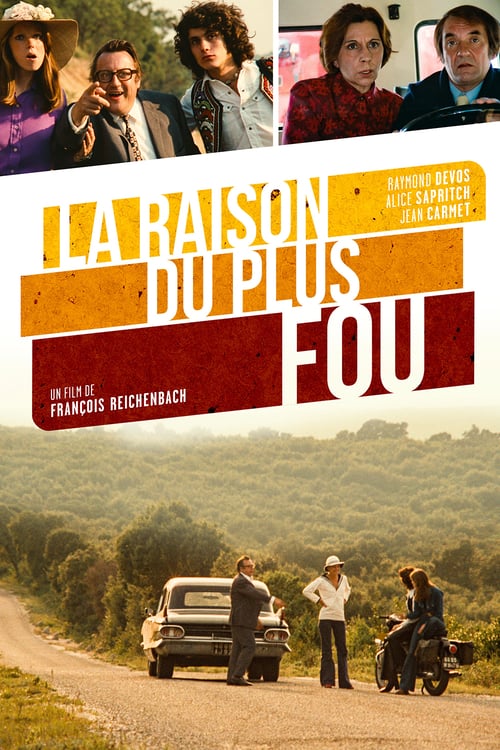 RAYMOND DEVOS
ALICE SAPRITCH
JEAN CARMET
LA RAISON
DU PLUS
FOU
UN FILM DE
FRANÇOIS REICHENBACH